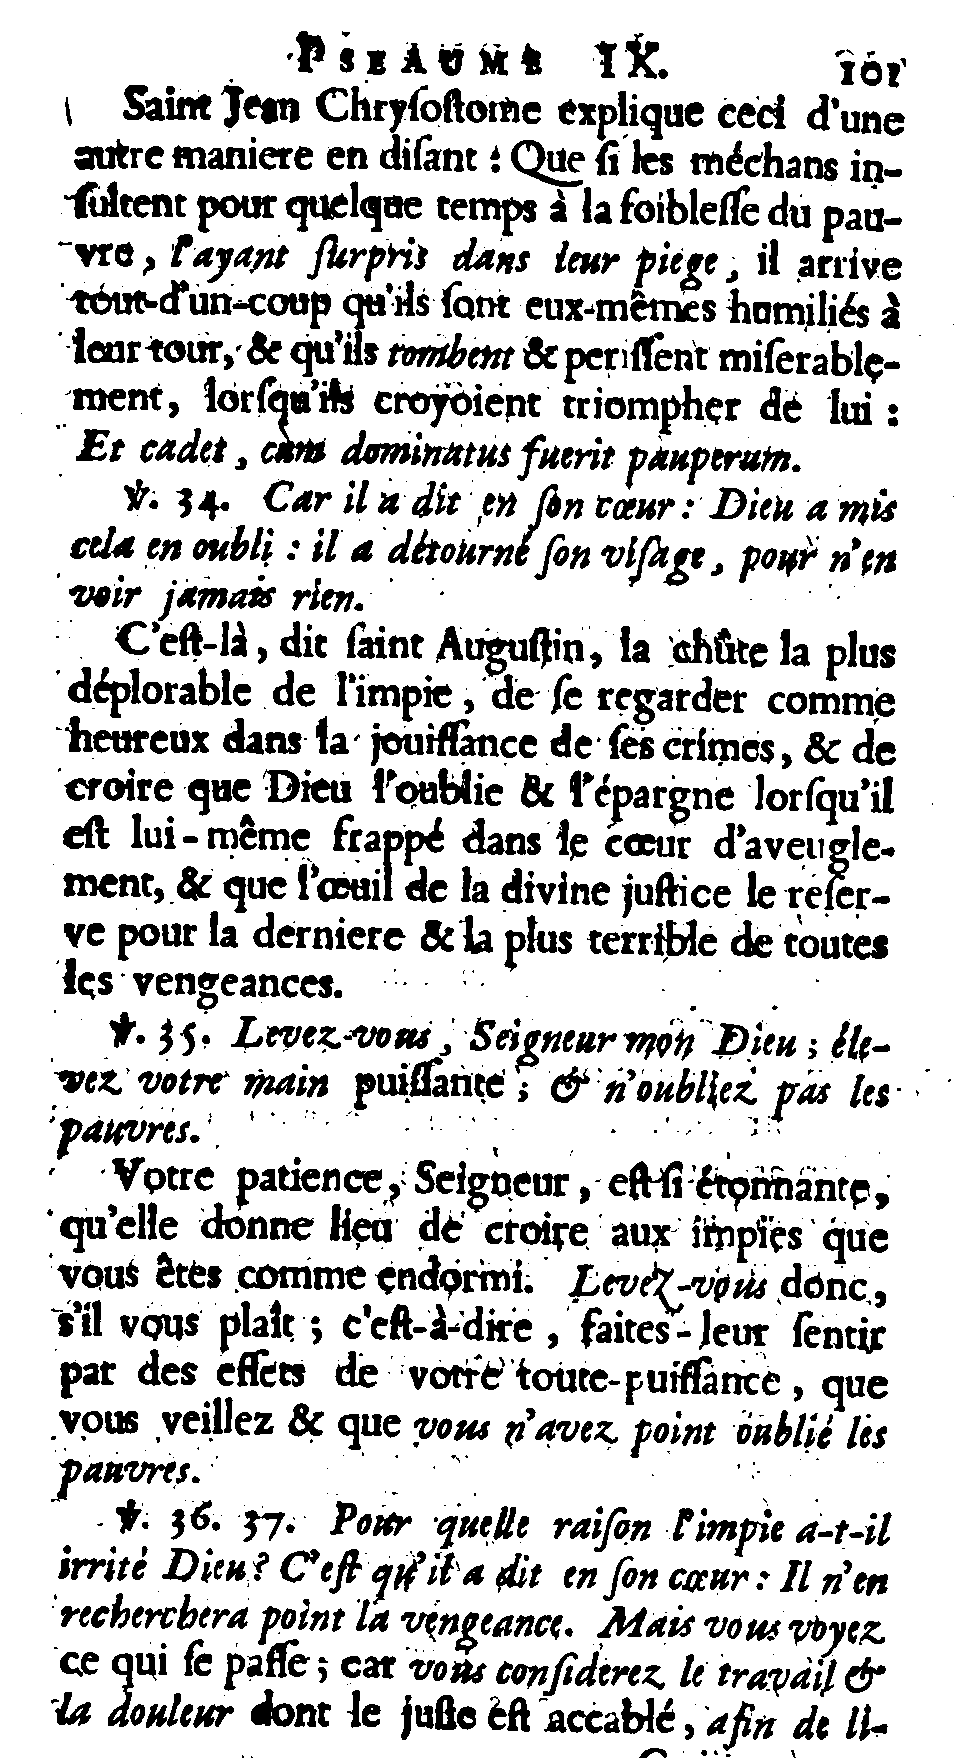 PSEAUME IX. 101
Saint Jean Chryſoſtome explique ceci d'une
autre maniere en diſant : Que ſi les méchans in-
ſultent pour quelque temps à la foibleſſe du pau-
vre, l'ayant ſurpris dans leur piege, il arrive
tout-d'un-coup qu'ils ſont eux-mêmes humiliés à
leur tour, & qu'ils tombent & periſſent miſerable-
ment, lorſqu'ils croyoient triompher de lui :
Et cadet, cùm dominatus fuerit pauperum.
℣. 34. Car il a dit en ſon cœur : Dieu a mis
cela en oubli : il a détourné ſon viſage, pour n'en
voir jamais rien.
C'eſt-là, dit ſaint Auguſtin, la chûte la plus
déplorable de l'impie, de ſe regarder comme
heureux dans la jouiſſance de ſes crimes, & de
croire que Dieu l'oublie & l'épargne lorſqu'il
eſt lui-même frappé dans le cœur d'aveugle-
ment, & que l'œuil de la divine juſtice le reſer-
ve pour la derniere & la plus terrible de toutes
les vengeances.
℣. 35. Levez-vous, Seigneur mon Dieu ; éle-
vez votre main puiſſante ; & n'oubliez pas les
pauvres.
Votre patience, Seigneur, eſt ſi étonnante,
qu'elle donne lieu de croire aux impies que
vous êtes comme endormi. Levez-vous donc,
s'il vous plaît ; c'eſt-à-dire, faites-leur ſentir
par des effets de votre toute-puiſſance, que
vous veillez & que vous n'avez point oublié les
pauvres.
℣. 36. 37. Pour quelle raiſon l'impie a-t-il
irrité Dieu ? C'eſt qu'il a dit en ſon cœur : Il n'en
recherchera point la vengeance. Mais vous voyez
ce qui ſe paſſe ; car vous conſiderez le travail &
la douleur dont le juſte eſt accablé, afin de li-